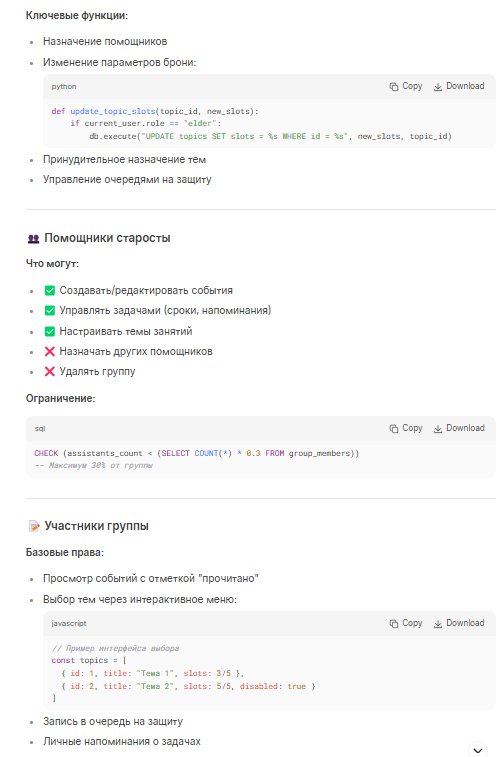 Ключевые функции:
Назначение помощников
Изменение параметров брони:
python
Copy
Download
def update_topic_slots(topic_id, new_slots):
    if current_user.role == "elder":
        db.execute("UPDATE topics SET slots = %s WHERE id = %s", new_slots, topic_id)
Принудительное назначение тем
Управление очередями на защиту
👥 Помощники старосты
Что могут:
✅ Создавать/редактировать события
✅ Управлять задачами (сроки, напоминания)
✅ Настраивать темы занятий
❌ Назначать других помощников
❌ Удалять группу
Ограничение:
sql
Copy
Download
CHECK (assistants_count < (SELECT COUNT(*) * 0.3 FROM group_members))
-- Максимум 30% от группы
📝 Участники группы
Базовые права:
Просмотр событий с отметкой "прочитано"
Выбор тем через интерактивное меню:
javascript
Copy
Download
// Пример интерфейса выбора
const topics = [
  { id: 1, title: "Тема 1", slots: 3/5 },
  { id: 2, title: "Тема 2", slots: 5/5, disabled: true }
]
Запись в очередь на защиту
Личные напоминания о задачах